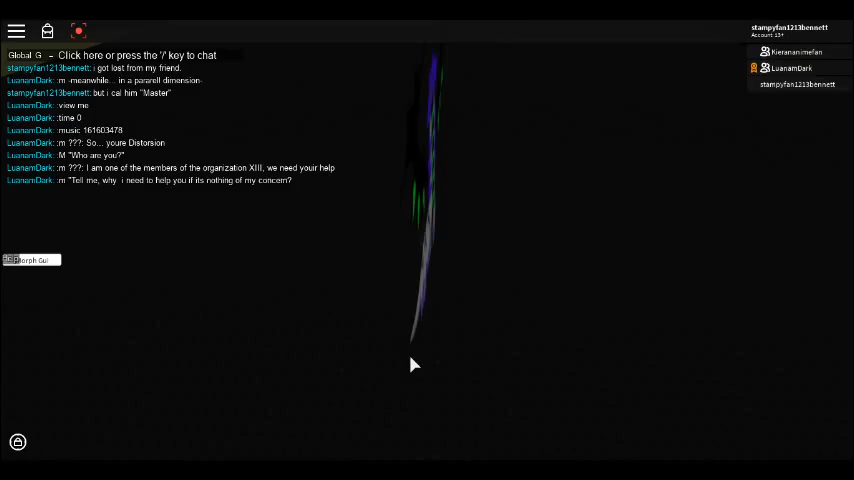 stampyfan1213bennett
Account: 13+
Global G - Click here or press the '/' key to chat
Kierananimefan
stampyfan1213bennett: i got lost from my friend.
LuanamDark
LuanamDark: :m -meanwhile... in a pararell dimension-
stampyfan1213bennett
stampyfan1213bennett: but i cal him "Master"
LuanamDark: :view me
LuanamDark: :time 0
LuanamDark: :music 161603478
LuanamDark: :m ???: So... youre Distorsion
LuanamDark: :M "Who are you?"
LuanamDark: :m ???: I am one of the members of the organization XIII, we need your help
LuanamDark: :m "Tell me, why i need to help you if its nothing of my concern?
orph Gui